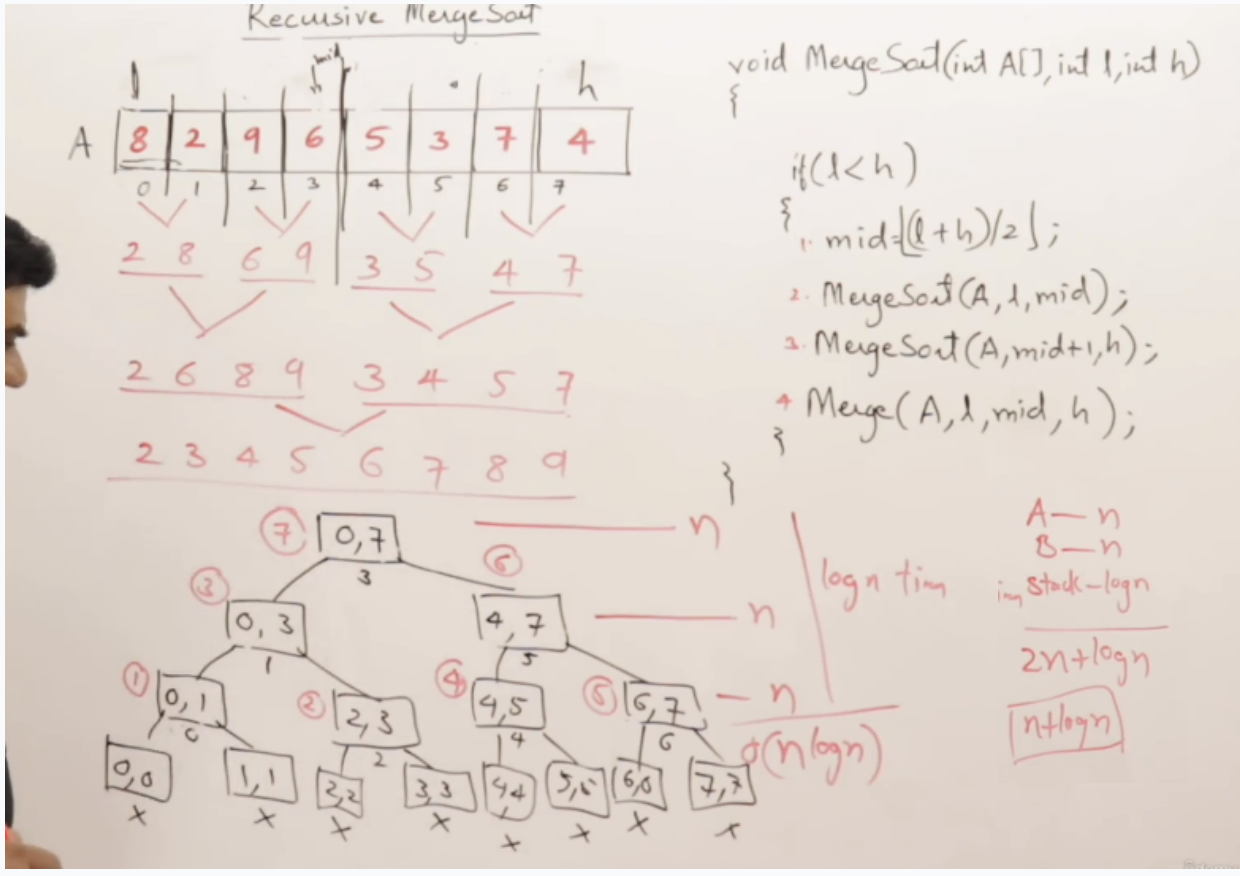 Recursive MergeSort
l mid h
h
A 8 2 9 6 5 3 7 4
0 1 2 3 4 5 6 7
2 8 6 9 3 5 4 7
2 6 8 9 3 4 5 7
2 3 4 5 6 7 8 9
void MergeSort(int A[], int l, int h)
{
if(l<h)
{
1. mid=⌊(l+h)/2⌋;
2. MergeSort(A, l, mid);
3. MergeSort(A, mid+1, h);
4 Merge(A, l, mid, h);
}
}
7 0,7 n
3 6
3 0,3 4,7 n
1 5
1 0,1 2 2,3 4 4,5 5 6,7 n
0 2 4 6
0,0 1,1 2,2 3,3 4,4 5,5 6,6 7,7
x x x x x x x x
logn
O(nlogn)
A — n
B — n
stack - logn
2n+logn
n+logn